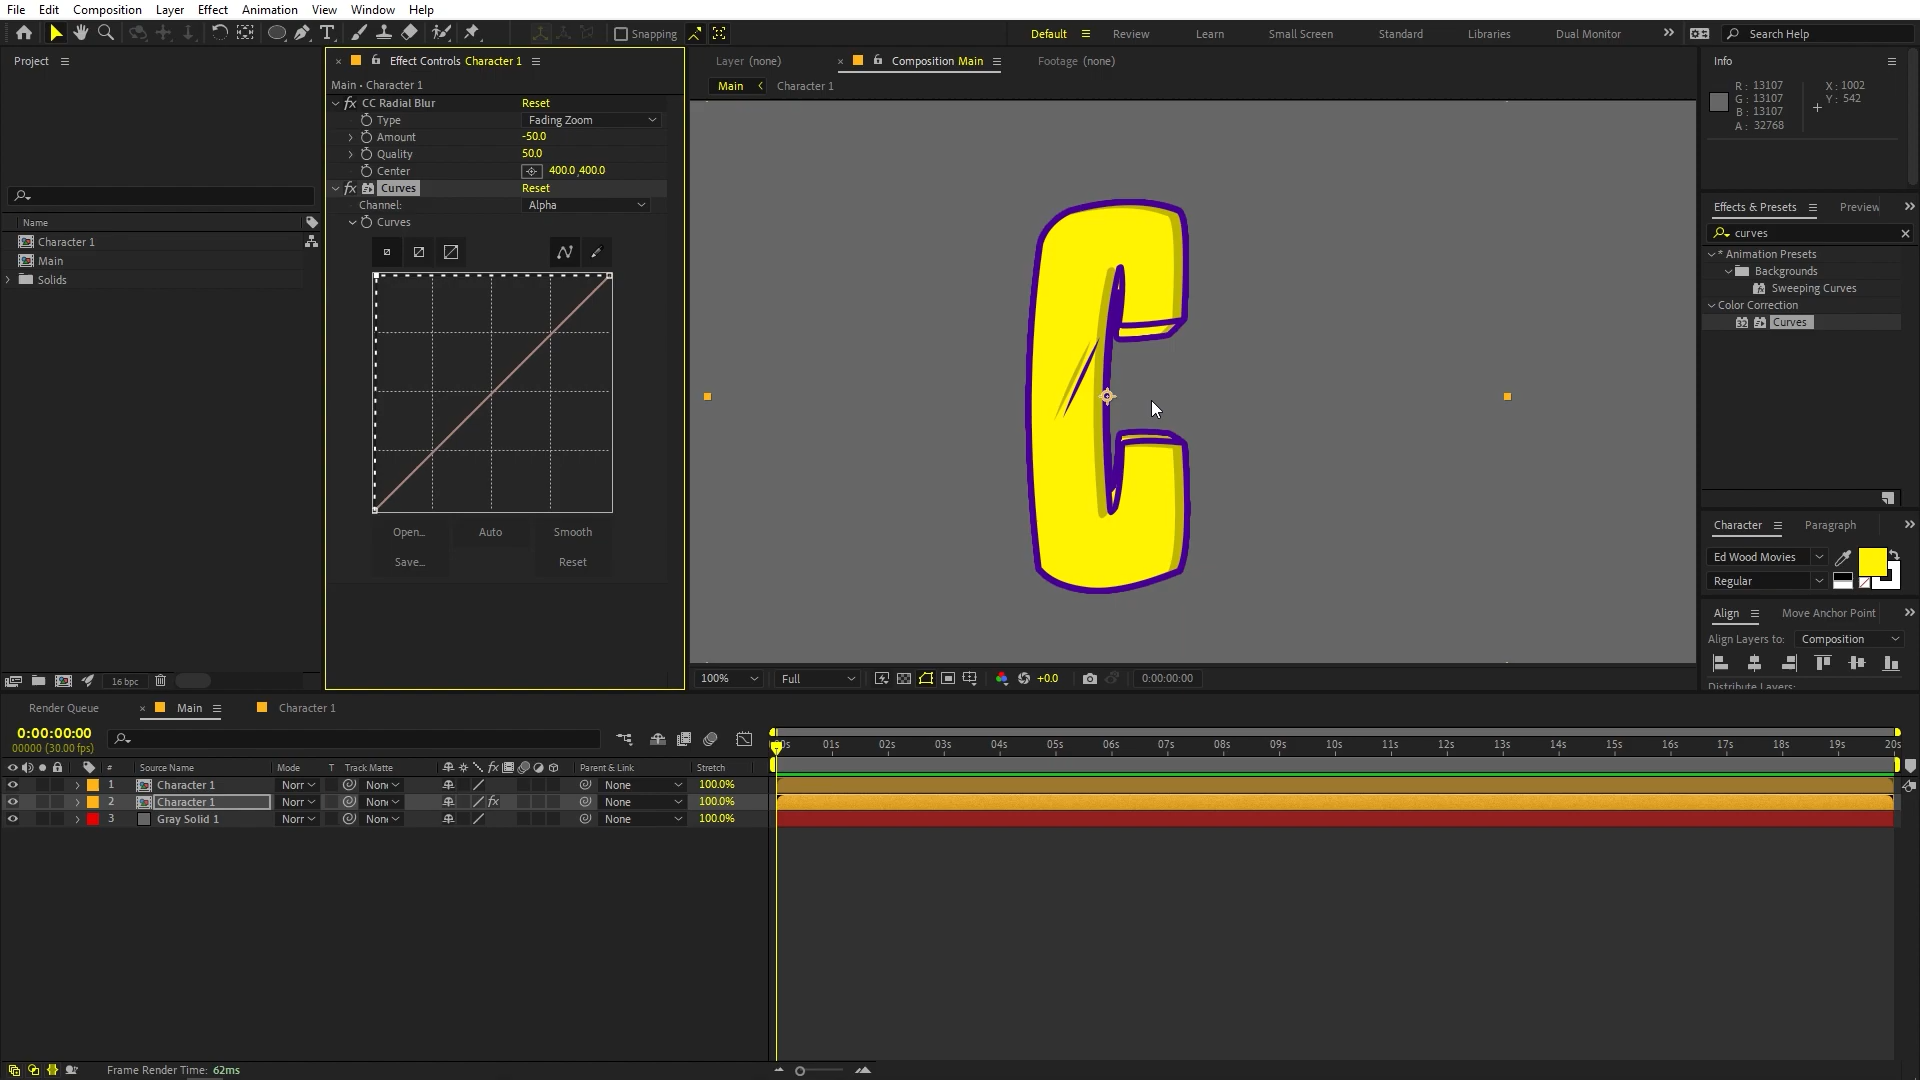 File Edit Composition Layer Effect Animation View Window Help
Snapping
Default Review Learn Small Screen Standard Libraries Dual Monitor Search Help
Project
Name
Character 1
Main
Solids
16 bpc
Effect Controls Character 1
Main • Character 1
fx CC Radial Blur Reset
Type Fading Zoom
Amount -50.0
Quality 50.0
Center 400.0,400.0
fx Curves Reset
Channel: Alpha
Curves
Open... Auto Smooth
Save... Reset
Layer (none) Composition Main Footage (none)
Main Character 1
C
100% Full +0.0 0:00:00:00
Info
R: 13107 X: 1002
G: 13107 Y: 542
B: 13107
A: 32768
Effects & Presets Preview
curves
* Animation Presets
Backgrounds
Sweeping Curves
Color Correction
32 Curves
Character Paragraph
Ed Wood Movies
Regular
Align Move Anchor Point
Align Layers to: Composition
Distribute Layers:
Render Queue Main Character 1
0:00:00:00
00000 (30.00 fps)
00s 01s 02s 03s 04s 05s 06s 07s 08s 09s 10s 11s 12s 13s 14s 15s 16s 17s 18s 19s 20s
# Source Name Mode T Track Matte fx Parent & Link Stretch
1 Character 1 Norr None None 100.0%
2 Character 1 Norr None fx None 100.0%
3 Gray Solid 1 Norr None None 100.0%
Frame Render Time: 62ms